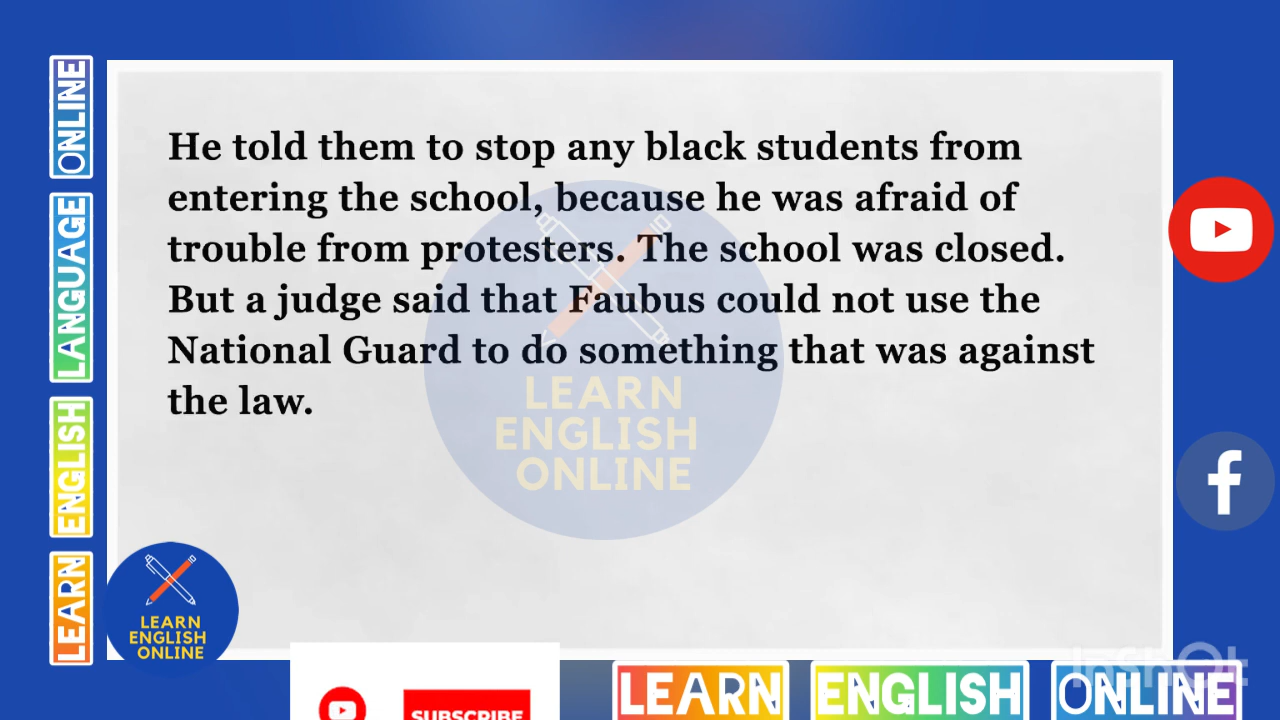 He told them to stop any black students from
entering the school, because he was afraid of
trouble from protesters. The school was closed.
But a judge said that Faubus could not use the
National Guard to do something that was against
the law.
LEARN
ENGLISH
ONLINE
LEARN ENGLISH LANGUAGE ONLINE
LEARN
ENGLISH
ONLINE
SUBSCRIBE
LEARN ENGLISH ONLINE
InShOt